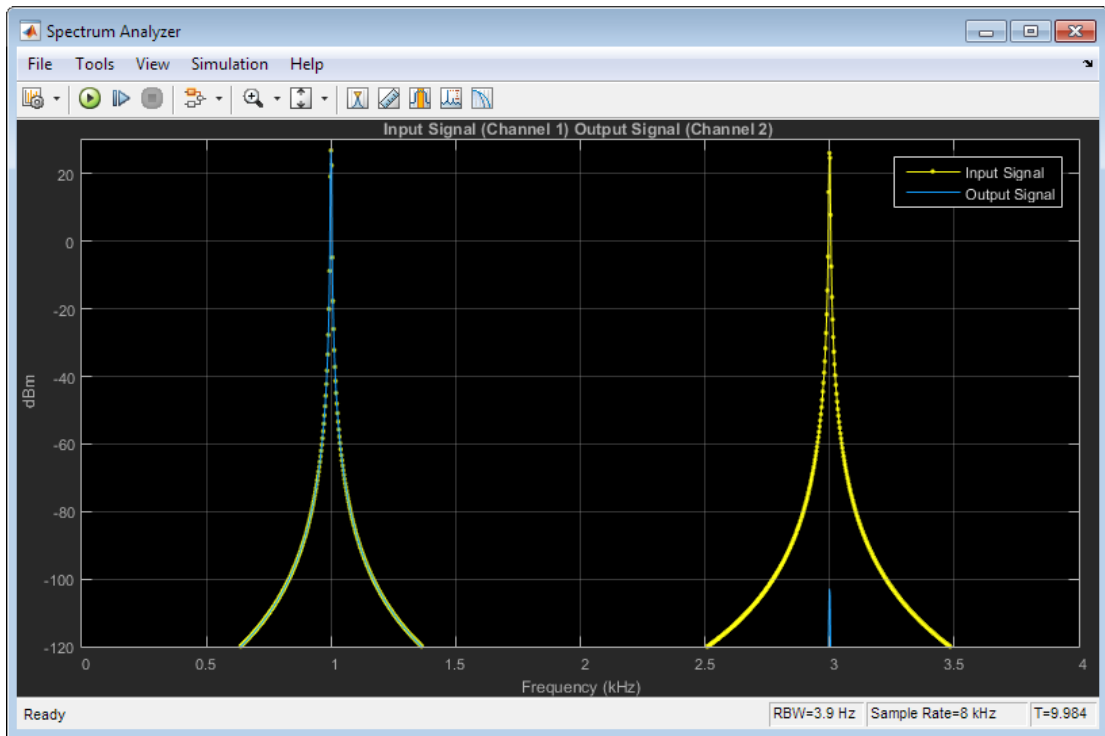 Spectrum Analyzer
File Tools View Simulation Help
Input Signal (Channel 1) Output Signal (Channel 2)
Input Signal
Output Signal
20
0
-20
-40
-60
-80
-100
-120
dBm
0 0.5 1 1.5 2 2.5 3 3.5 4
Frequency (kHz)
Ready RBW=3.9 Hz Sample Rate=8 kHz T=9.984